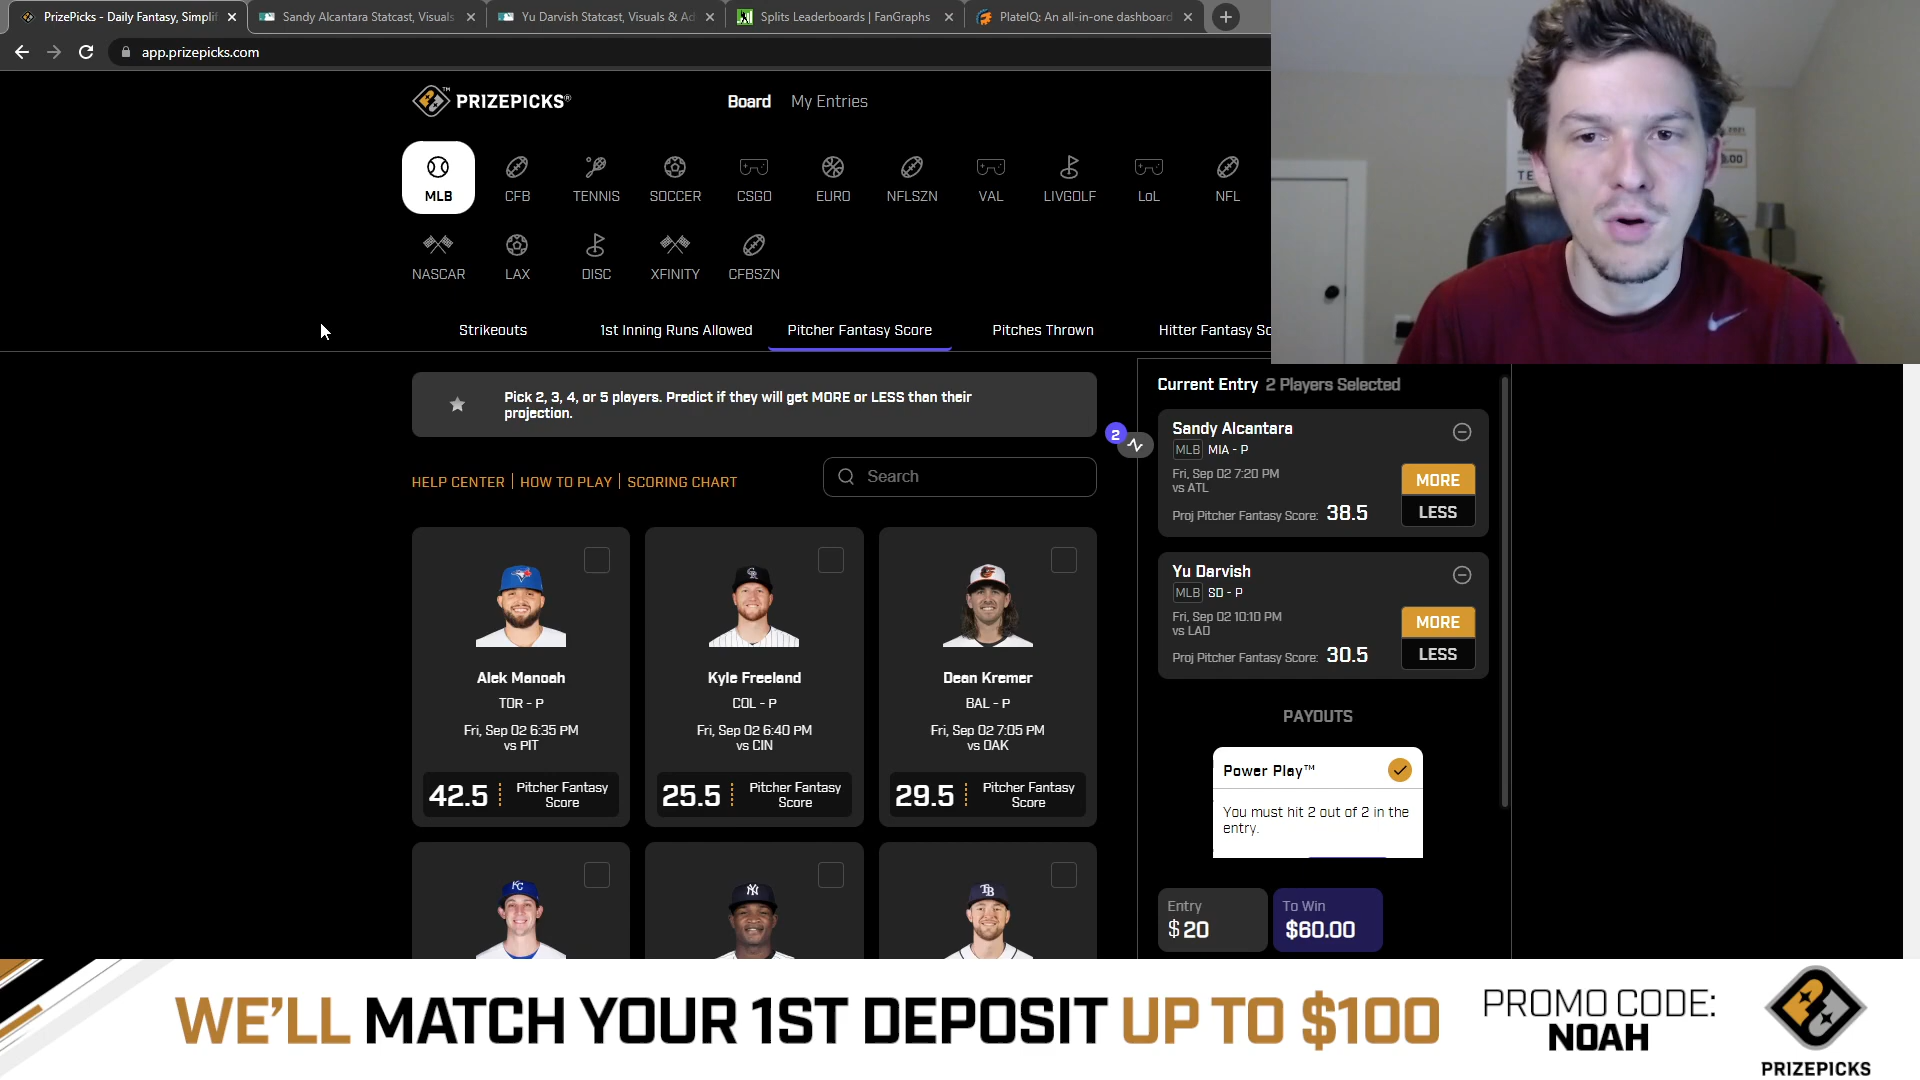 PrizePicks - Daily Fantasy, Simplif
Sandy Alcantara Statcast, Visuals
Yu Darvish Statcast, Visuals & Ad
Splits Leaderboards | FanGraphs
PlateIQ: An all-in-one dashboard
app.prizepicks.com
PRIZEPICKS®
Board
My Entries
MLB
CFB
TENNIS
SOCCER
CSGO
EURO
NFLSZN
VAL
LIVGOLF
LoL
NFL
NASCAR
LAX
DISC
XFINITY
CFBSZN
Strikeouts
1st Inning Runs Allowed
Pitcher Fantasy Score
Pitches Thrown
Hitter Fantasy Sc
Pick 2, 3, 4, or 5 players. Predict if they will get MORE or LESS than their
projection.
HELP CENTER | HOW TO PLAY | SCORING CHART
Search
Alek Manoah
TOR - P
Fri, Sep 02 6:35 PM
vs PIT
42.5
Pitcher Fantasy
Score
Kyle Freeland
COL - P
Fri, Sep 02 6:40 PM
vs CIN
25.5
Pitcher Fantasy
Score
Dean Kremer
BAL - P
Fri, Sep 02 7:05 PM
vs OAK
29.5
Pitcher Fantasy
Score
2
Current Entry 2 Players Selected
Sandy Alcantara
MLB MIA - P
Fri, Sep 02 7:20 PM
vs ATL
Proj Pitcher Fantasy Score: 38.5
MORE
LESS
Yu Darvish
MLB SD - P
Fri, Sep 02 10:10 PM
vs LAD
Proj Pitcher Fantasy Score: 30.5
MORE
LESS
PAYOUTS
Power Play™
You must hit 2 out of 2 in the
entry.
Entry
$ 20
To Win
$60.00
WE'LL MATCH YOUR 1ST DEPOSIT UP TO $100
PROMO CODE:
NOAH
PRIZEPICKS